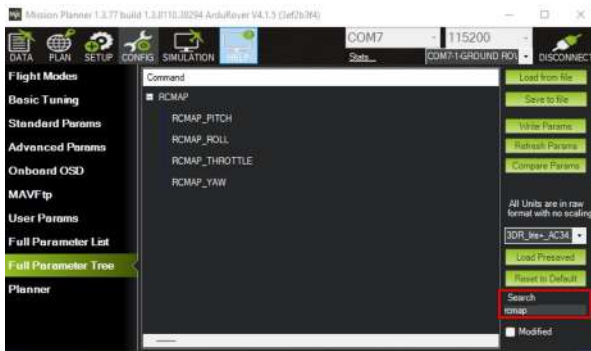 Mission Planner 1.3.77 build 1.3.8110.38294 ArduRover V4.1.5 (3ef2b3f4)
DATA
PLAN
SETUP
CONFIG
SIMULATION
HELP
COM7
115200
Stats...
COM7-1-GROUND ROV
DISCONNECT
Flight Modes
Basic Tuning
Standard Params
Advanced Params
Onboard OSD
MAVFtp
User Params
Full Parameter List
Full Parameter Tree
Planner
Command
RCMAP
RCMAP_PITCH
RCMAP_ROLL
RCMAP_THROTTLE
RCMAP_YAW
Load from file
Save to file
Write Params
Refresh Params
Compare Params
All Units are in raw
format with no scaling
3DR_Iris+_AC34.
Load Presaved
Reset to Default
Search
rcmap
Modified